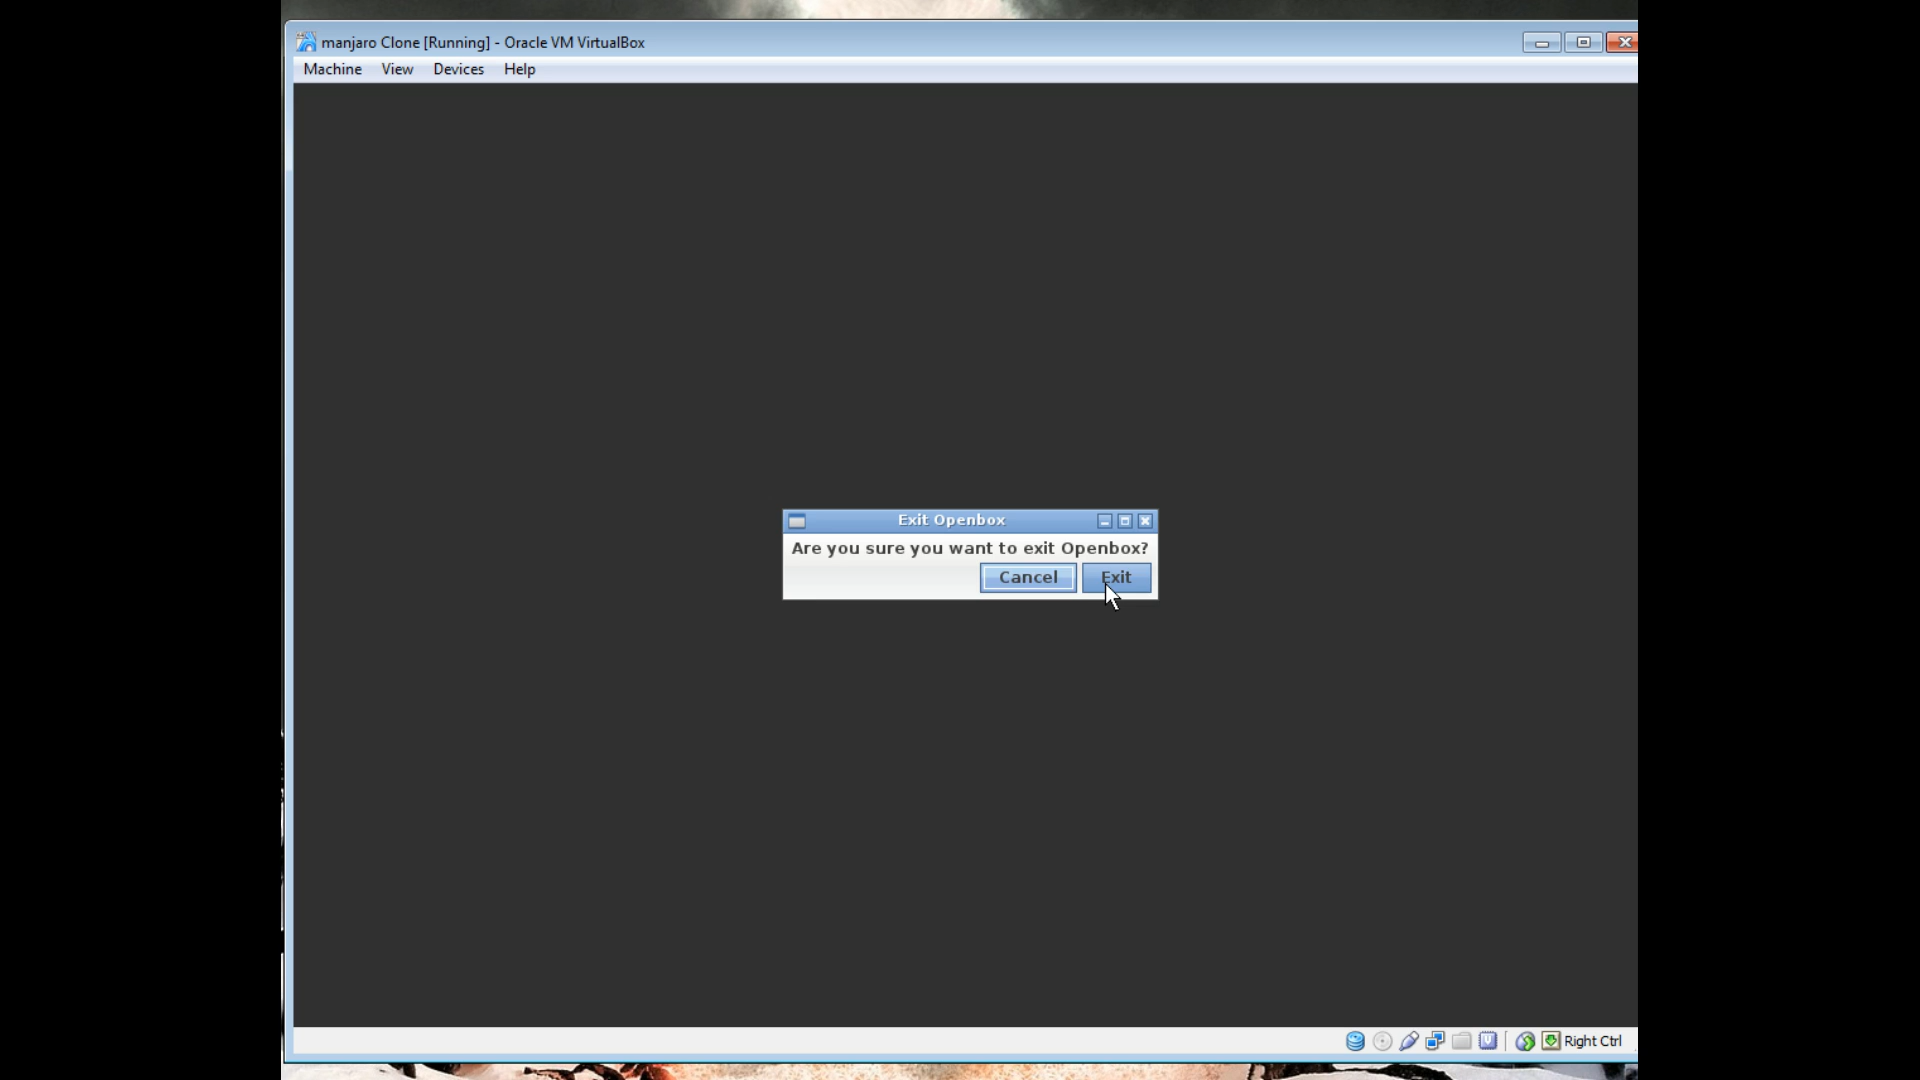 manjaro Clone [Running] - Oracle VM VirtualBox
Machine View Devices Help
Exit Openbox
Are you sure you want to exit Openbox?
Cancel Exit
Right Ctrl